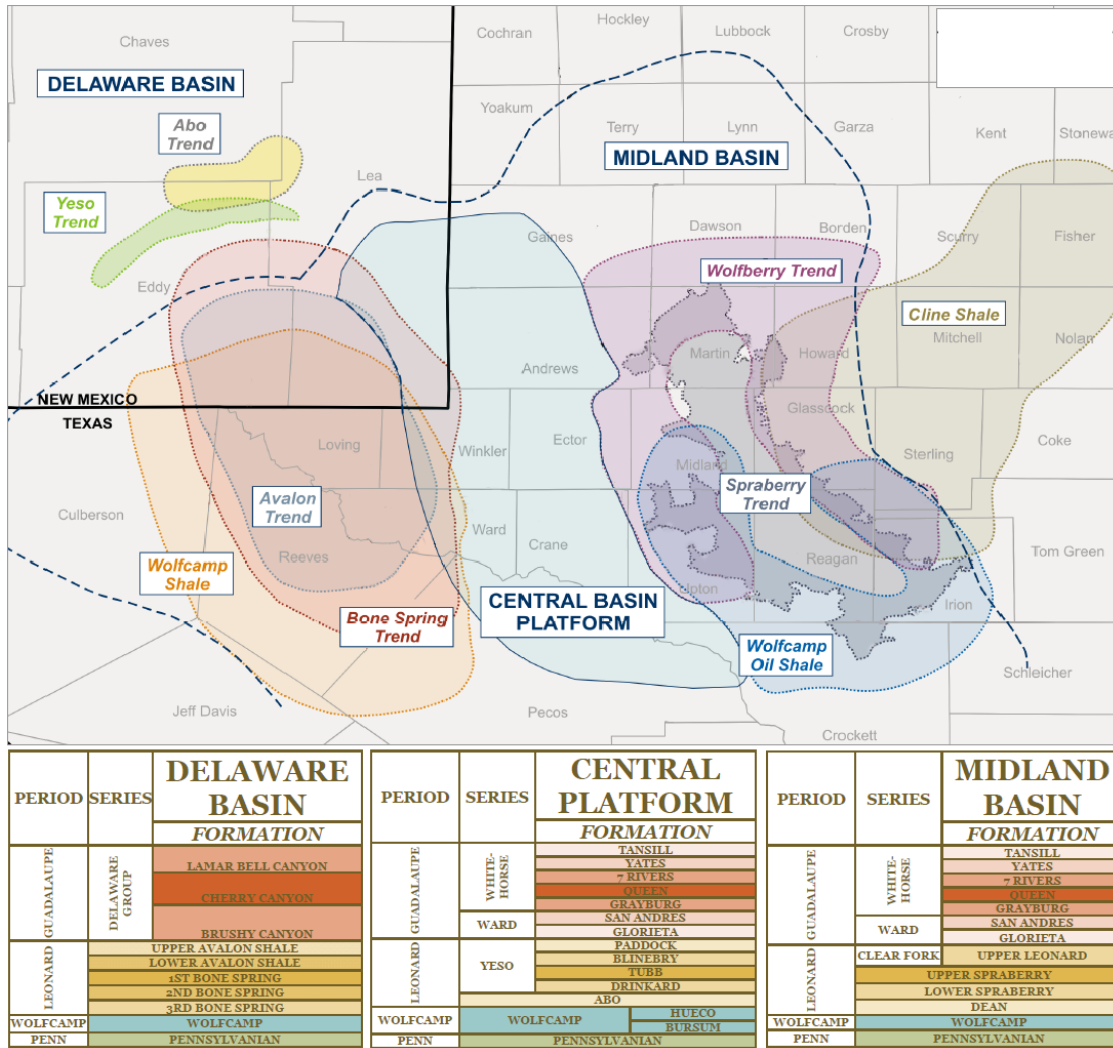 Hockley
Cochran
Lubbock
Crosby
Chaves
DELAWARE BASIN
Abo
Trend
Yoakum
Terry
Lynn
Garza
Kent
Stonewa
MIDLAND BASIN
Lea
Yeso
Trend
Gaines
Dawson
Borden
Scurry
Fisher
Wolfberry Trend
Eddy
Cline Shale
Mitchell
Nolan
Martin
Howard
Andrews
NEW MEXICO
TEXAS
Glasscock
Loving
Winkler
Ector
Coke
Sterling
Midland
Avalon
Trend
Spraberry
Trend
Culberson
Ward
Crane
Reeves
Reagan
Tom Green
Wolfcamp
Shale
Upton
Irion
CENTRAL BASIN
PLATFORM
Bone Spring
Trend
Wolfcamp
Oil Shale
Schleicher
Jeff Davis
Pecos
Crockett
PERIOD
SERIES
DELAWARE
BASIN
FORMATION
GUADALAUPE
DELAWARE
GROUP
LAMAR BELL CANYON
CHERRY CANYON
BRUSHY CANYON
LEONARD
UPPER AVALON SHALE
LOWER AVALON SHALE
1ST BONE SPRING
2ND BONE SPRING
3RD BONE SPRING
WOLFCAMP
WOLFCAMP
PENN
PENNSYLVANIAN
PERIOD
SERIES
CENTRAL
PLATFORM
FORMATION
GUADALAUPE
WHITE-
HORSE
TANSILL
YATES
7 RIVERS
QUEEN
GRAYBURG
WARD
SAN ANDRES
GLORIETA
LEONARD
YESO
PADDOCK
BLINEBRY
TUBB
DRINKARD
ABO
WOLFCAMP
WOLFCAMP
HUECO
BURSUM
PENN
PENNSYLVANIAN
PERIOD
SERIES
MIDLAND
BASIN
FORMATION
GUADALAUPE
WHITE-
HORSE
TANSILL
YATES
7 RIVERS
QUEEN
GRAYBURG
WARD
SAN ANDRES
GLORIETA
LEONARD
CLEAR FORK
UPPER LEONARD
UPPER SPRABERRY
LOWER SPRABERRY
DEAN
WOLFCAMP
WOLFCAMP
PENN
PENNSYLVANIAN